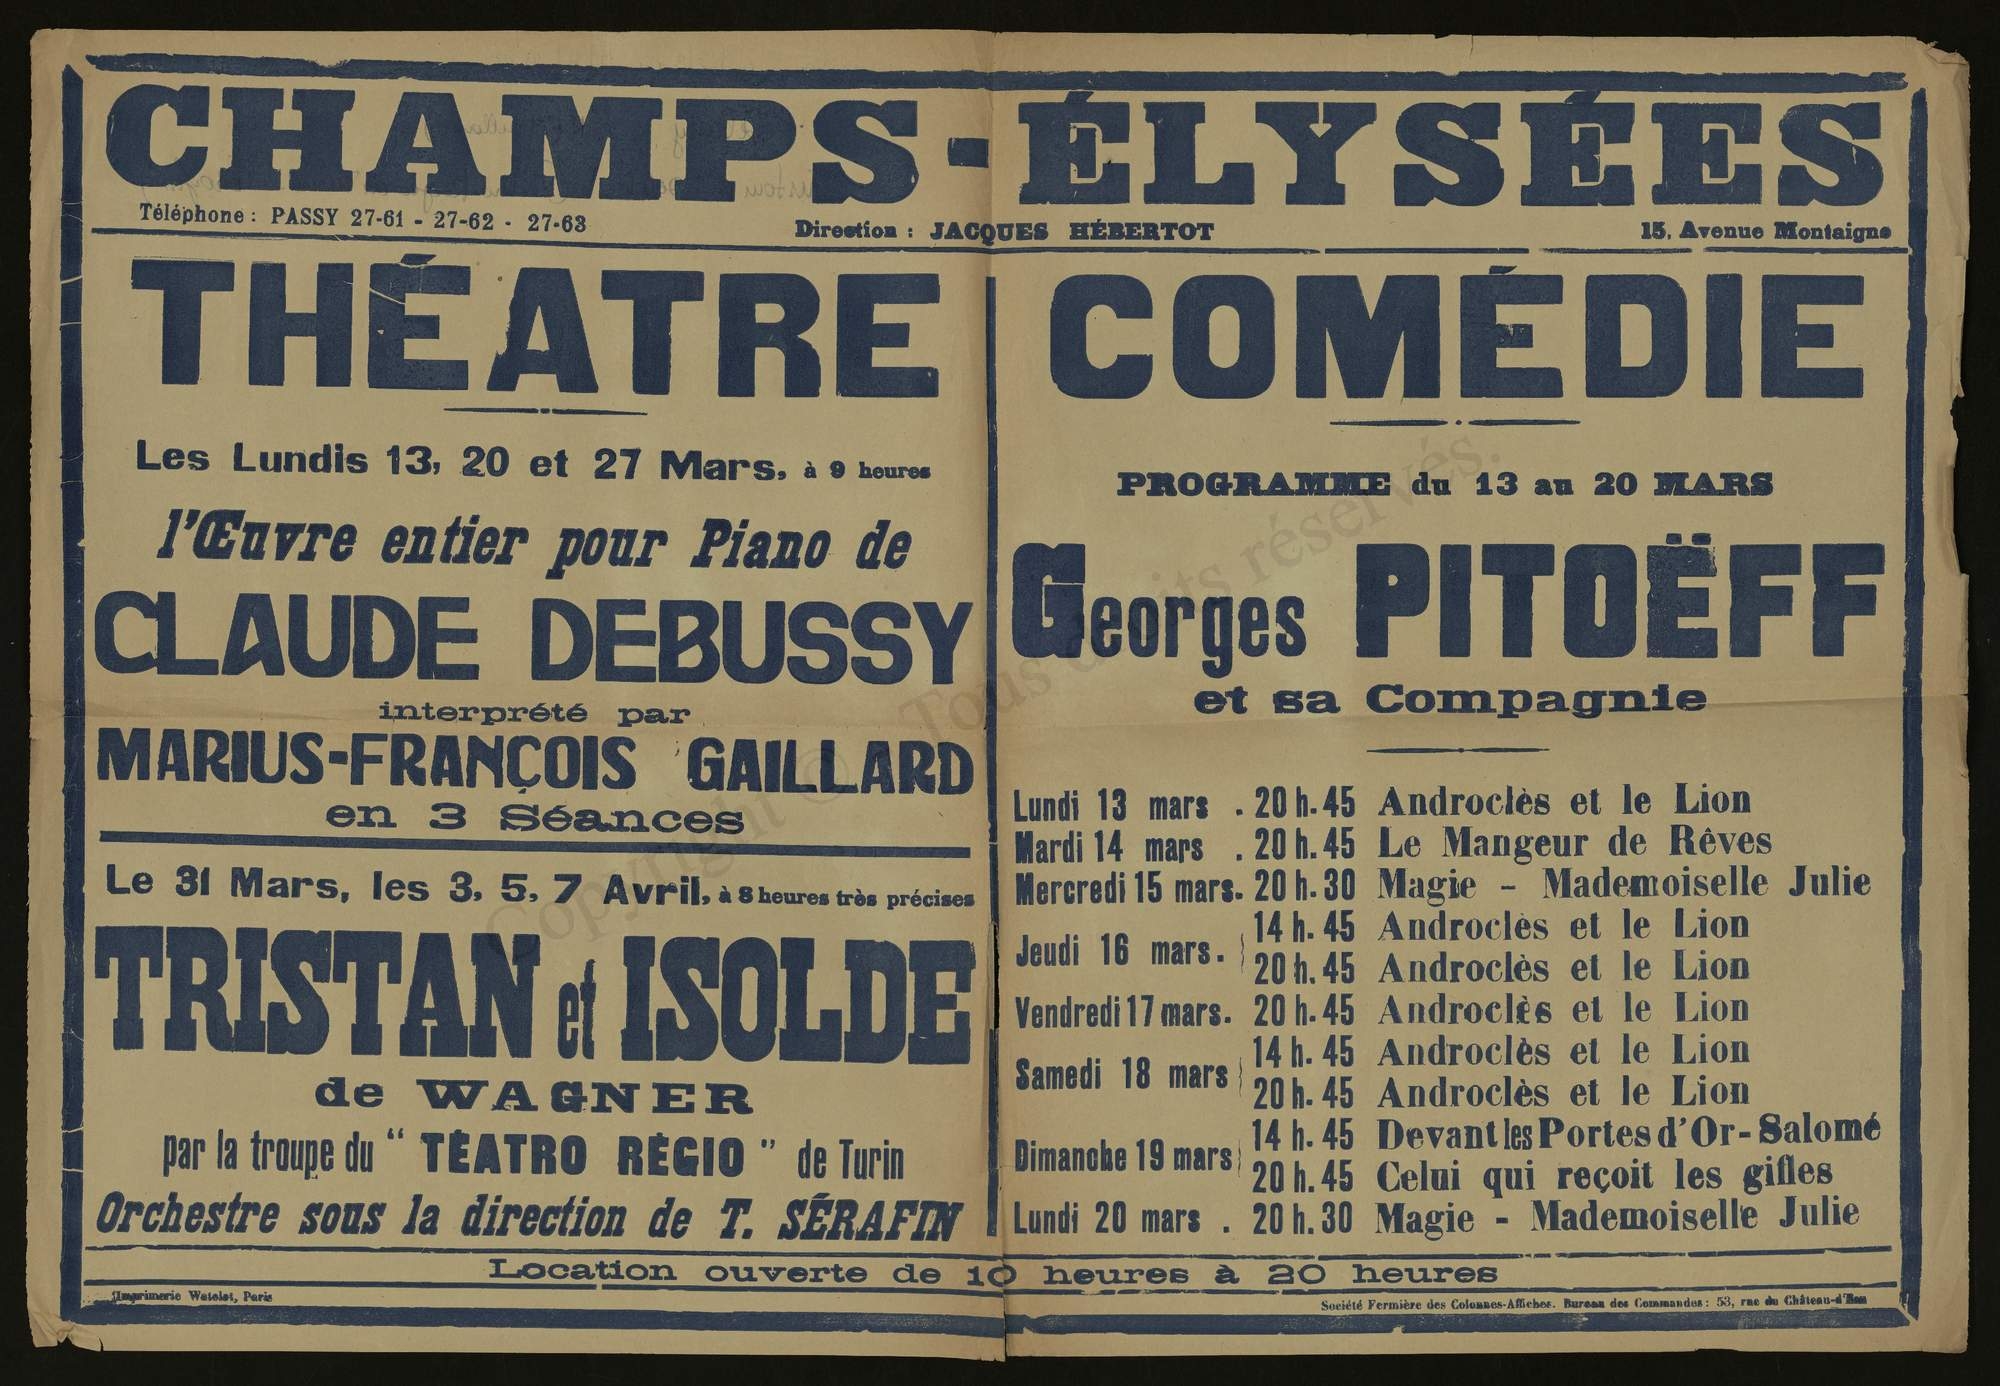 CHAMPS-ÉLYSÉES
Téléphone : PASSY 27-61 - 27-62 - 27-63
Direction : JACQUES HÉBERTOT
15, Avenue Montaigne
THÉATRE
Les Lundis 13, 20 et 27 Mars, à 9 heures
l'Œuvre entier pour Piano de
CLAUDE DEBUSSY
interprété par
MARIUS-FRANÇOIS GAILLARD
en 3 Séances
Le 31 Mars, les 3, 5, 7 Avril, à 8 heures très précises
TRISTAN et ISOLDE
de WAGNER
par la troupe du " TÉATRO RÉGIO " de Turin
Orchestre sous la direction de T. SÉRAFIN
COMÉDIE
PROGRAMME du 13 au 20 MARS
Georges PITOËFF
et sa Compagnie
Lundi 13 mars . 20 h. 45 Androclès et le Lion
Mardi 14 mars . 20 h. 45 Le Mangeur de Rêves
Mercredi 15 mars. 20 h. 30 Magie - Mademoiselle Julie
Jeudi 16 mars. 14 h. 45 Androclès et le Lion
20 h. 45 Androclès et le Lion
Vendredi 17 mars. 20 h. 45 Androclès et le Lion
Samedi 18 mars 14 h. 45 Androclès et le Lion
20 h. 45 Androclès et le Lion
Dimanche 19 mars 14 h. 45 Devant les Portes d'Or - Salomé
20 h. 45 Celui qui reçoit les gifles
Lundi 20 mars . 20 h. 30 Magie - Mademoiselle Julie
Location ouverte de 10 heures à 20 heures
Imprimerie Watelet, Paris
Société Fermière des Colonnes-Affiches. Bureau des Commandes : 53, rue du Château-d'Eau
Copyright © - Tous droits réservés.